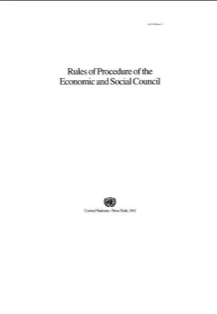 Rules of Procedure of the
Economic and Social Council
United Nations • New York, 1992